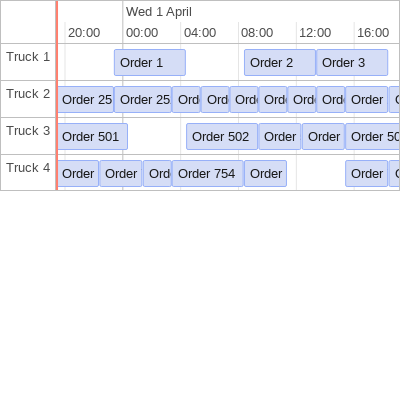 Wed 1 April
20:00 00:00 04:00 08:00 12:00 16:00
Truck 1 Order 1 Order 2 Order 3
Truck 2 Order 25 Order 25 Ord Ord Ord Ord Ord Ord Order
Truck 3 Order 501 Order 502 Order Order Order 50
Truck 4 Order Order Ord Order 754 Order Order